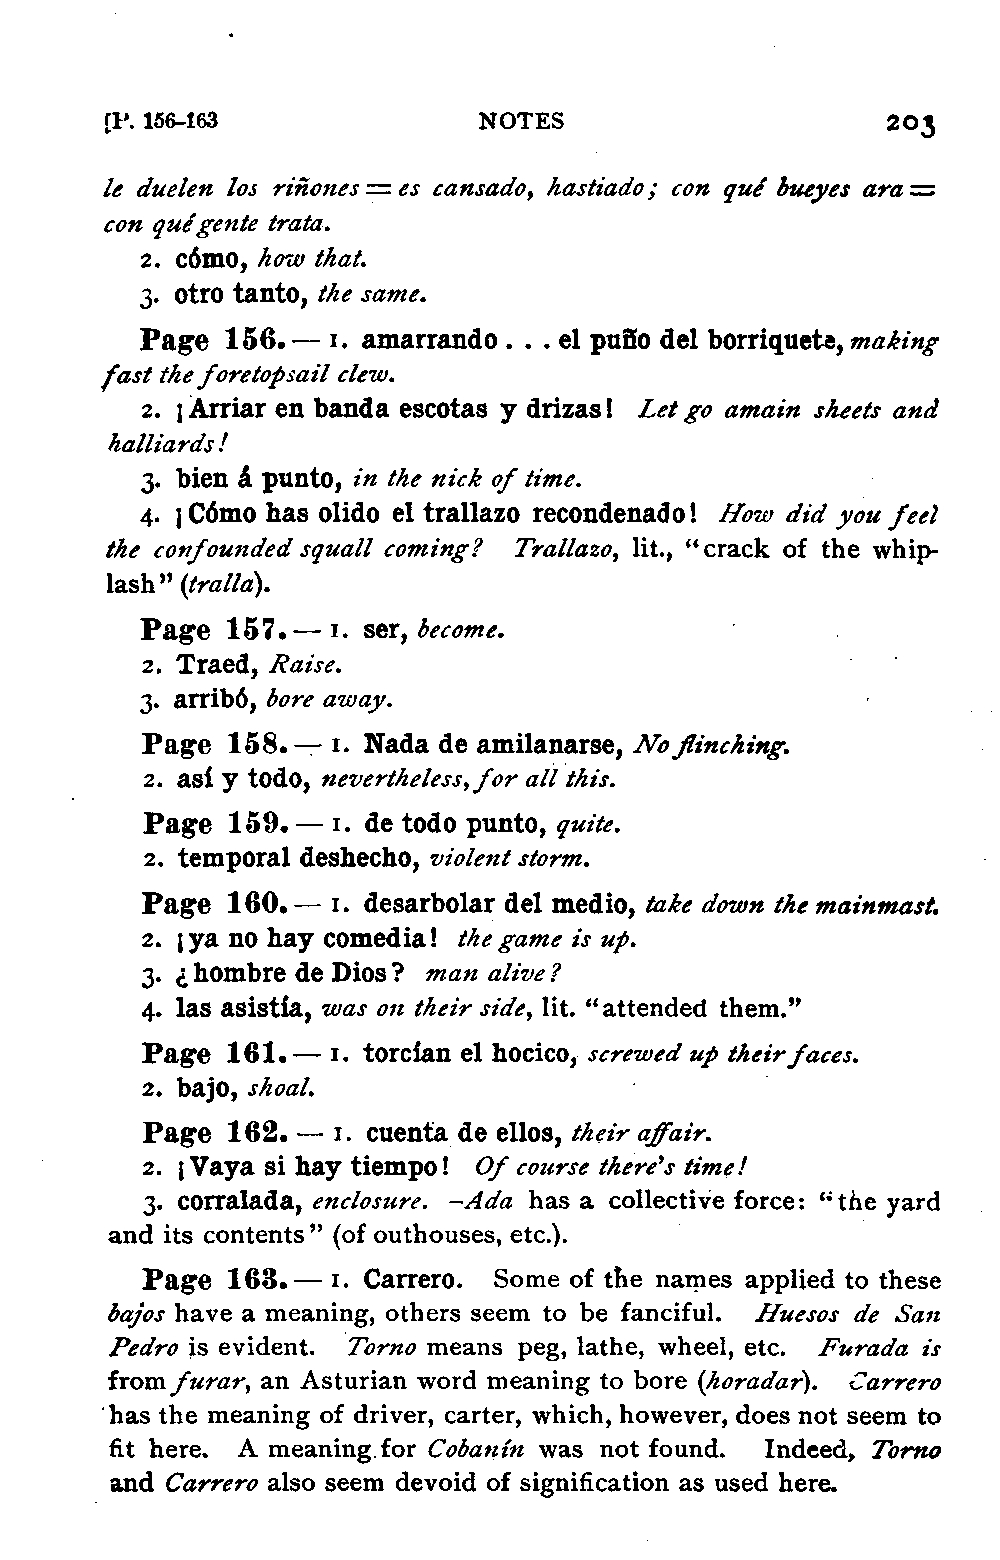 [P. 156–163 NOTES 203
le duelen los riñones = es cansado, hastiado; con qué bueyes ara =
con qué gente trata.
2. cómo, how that.
3. otro tanto, the same.
Page 156.— 1. amarrando . . . el puño del borriquete, making
fast the foretopsail clew.
2. ¡Arriar en banda escotas y drizas! Let go amain sheets and
halliards!
3. bien á punto, in the nick of time.
4. ¡Cómo has olido el trallazo recondenado! How did you feel
the confounded squall coming? Trallazo, lit., “crack of the whip-
lash” (tralla).
Page 157.— 1. ser, become.
2. Traed, Raise.
3. arribó, bore away.
Page 158.— 1. Nada de amilanarse, No flinching.
2. así y todo, nevertheless, for all this.
Page 159.— 1. de todo punto, quite.
2. temporal deshecho, violent storm.
Page 160.— 1. desarbolar del medio, take down the mainmast.
2. ¡ya no hay comedia! the game is up.
3. ¿hombre de Dios? man alive?
4. las asistía, was on their side, lit. “attended them.”
Page 161.— 1. torcían el hocico, screwed up their faces.
2. bajo, shoal.
Page 162. — 1. cuenta de ellos, their affair.
2. ¡Vaya si hay tiempo! Of course there's time!
3. corralada, enclosure. –Ada has a collective force: “the yard
and its contents” (of outhouses, etc.).
Page 163.— 1. Carrero. Some of the names applied to these
bajos have a meaning, others seem to be fanciful. Huesos de San
Pedro is evident. Torno means peg, lathe, wheel, etc. Furada is
from furar, an Asturian word meaning to bore (horadar). Carrero
has the meaning of driver, carter, which, however, does not seem to
fit here. A meaning for Cobanín was not found. Indeed, Torno
and Carrero also seem devoid of signification as used here.